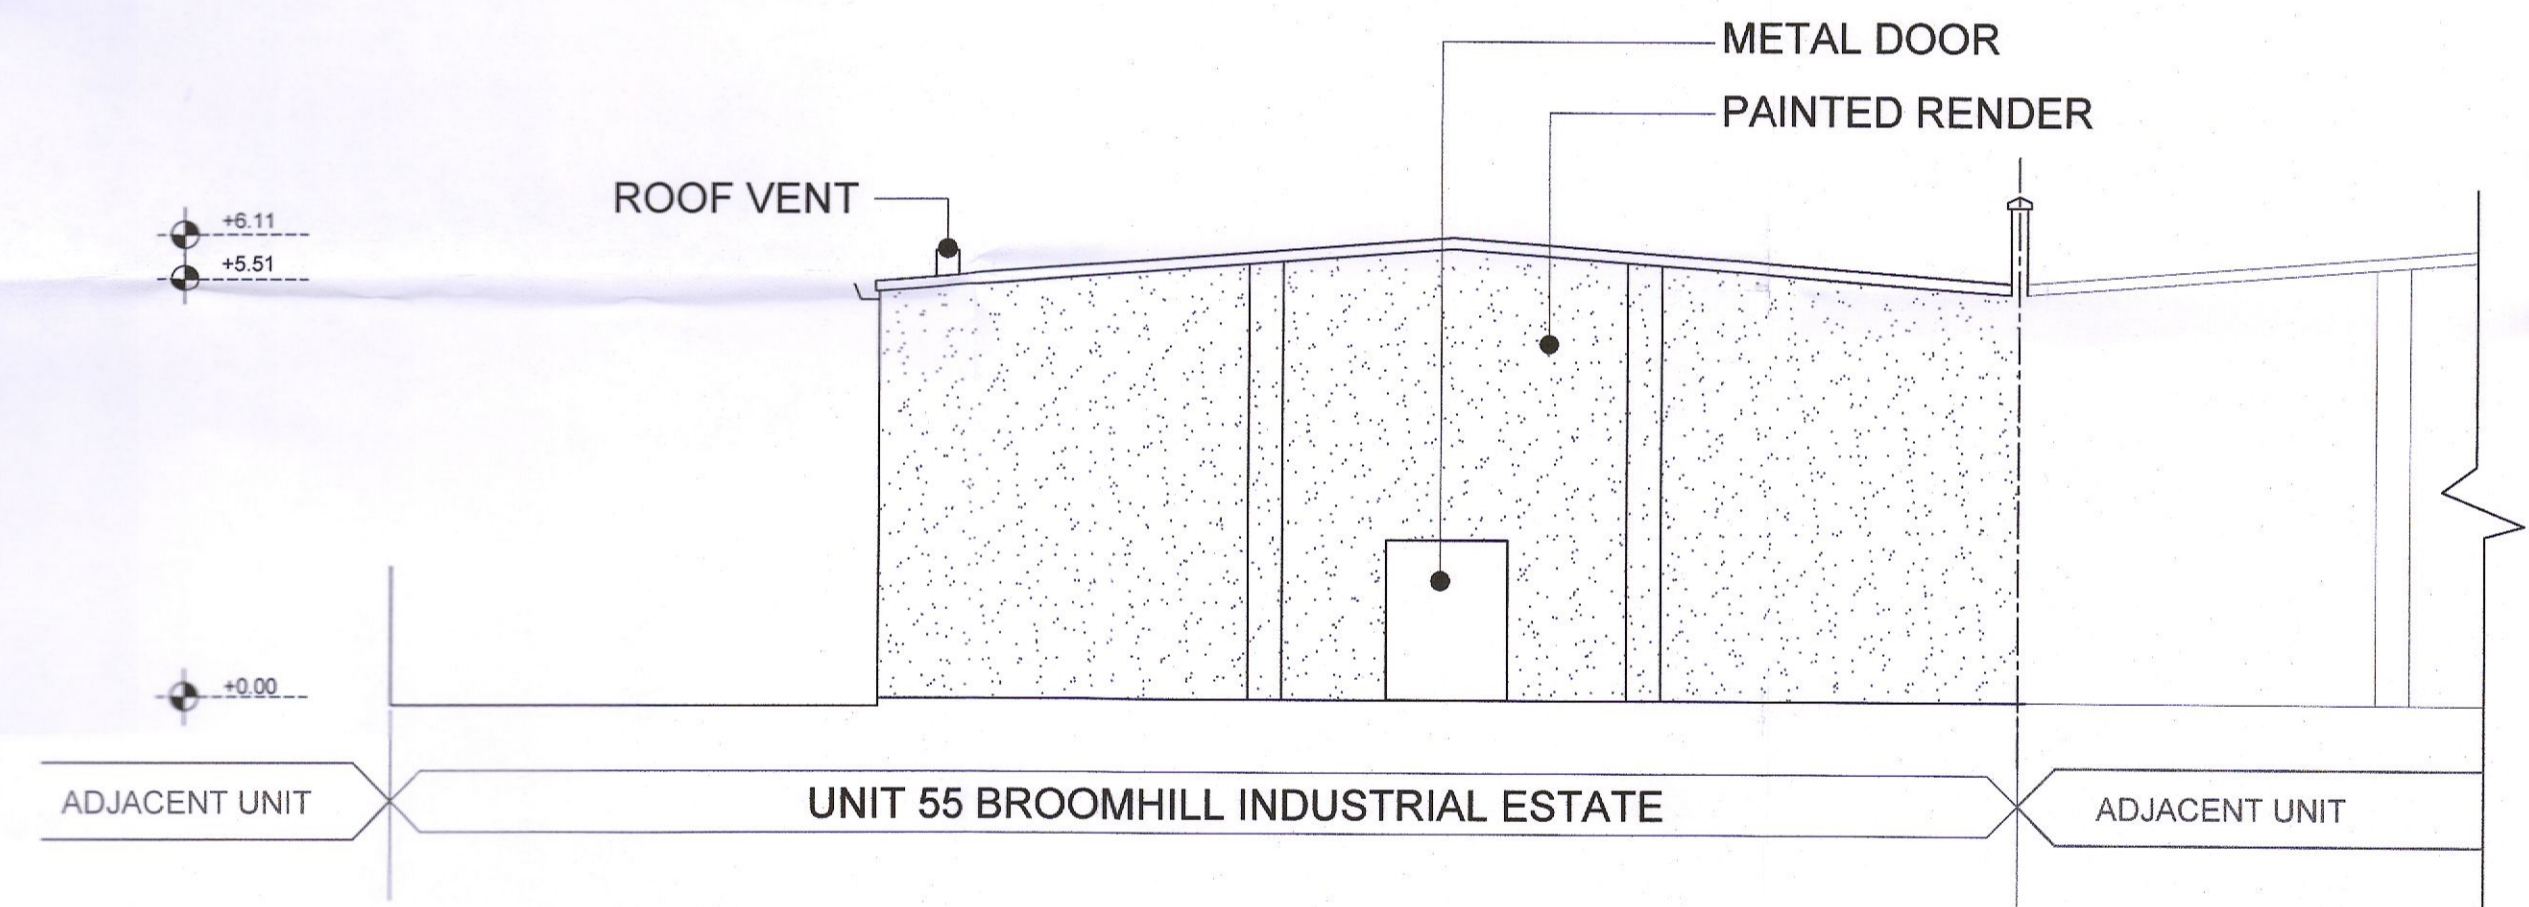 METAL DOOR
PAINTED RENDER
ROOF VENT
+6.11
+5.51
+0.00
ADJACENT UNIT
UNIT 55 BROOMHILL INDUSTRIAL ESTATE
ADJACENT UNIT